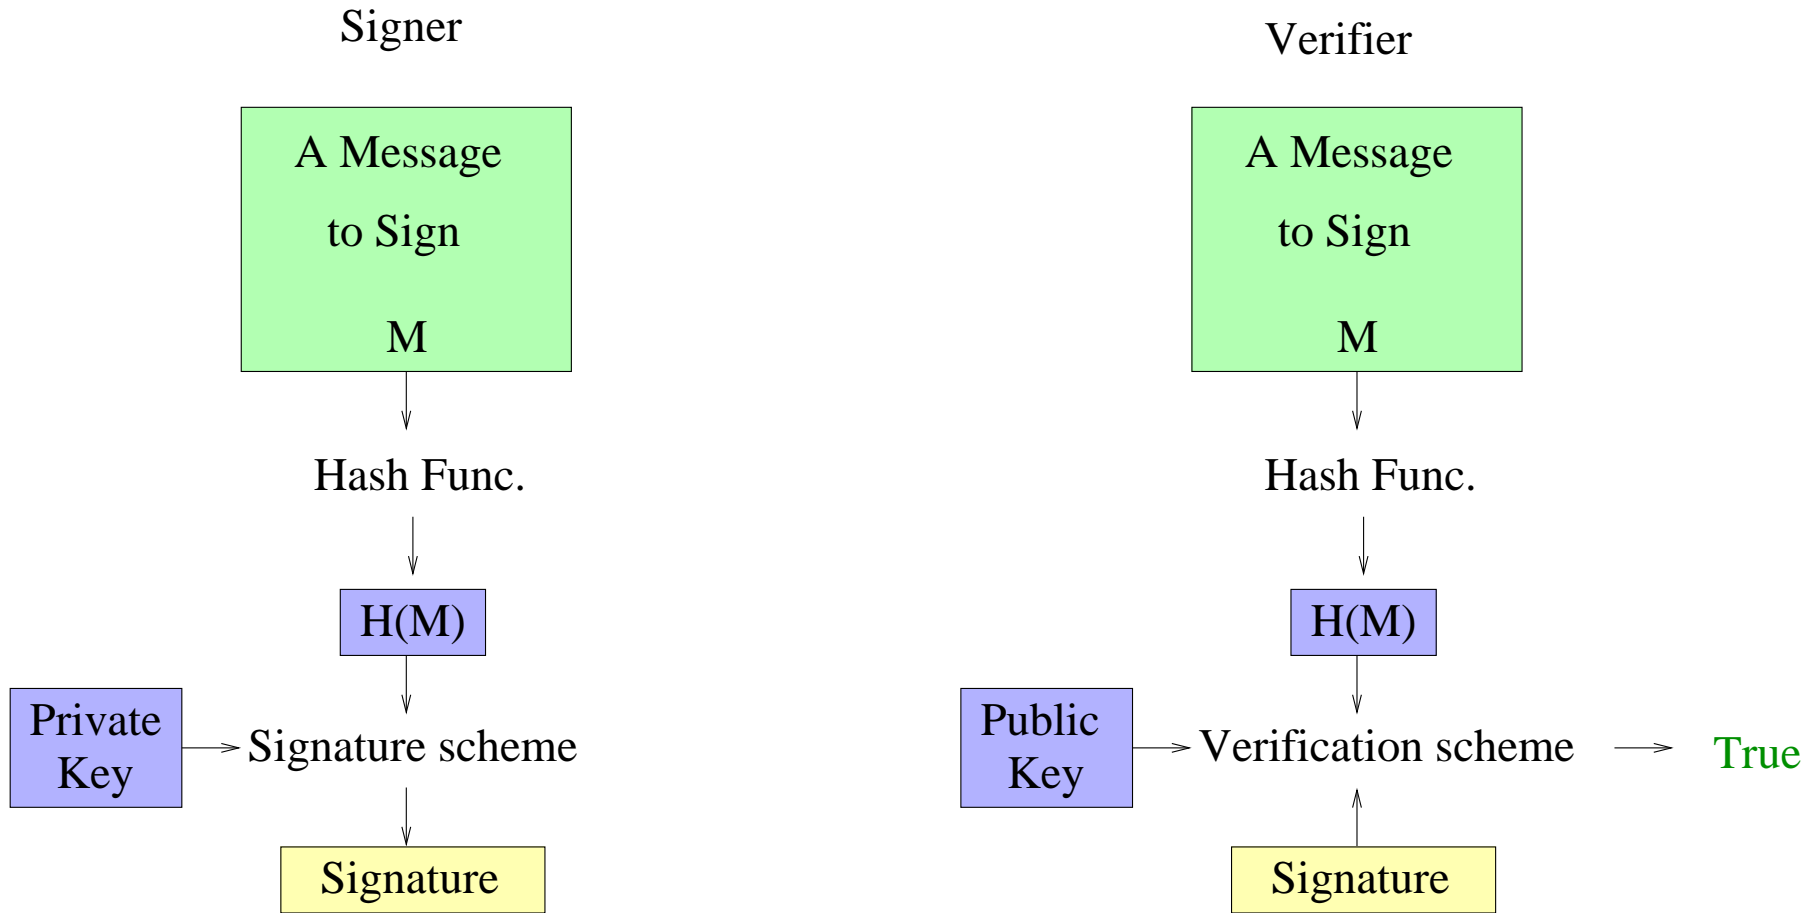 Signer
A Message
to Sign
M
Hash Func.
H(M)
Private
Key
Signature scheme
Signature
Verifier
A Message
to Sign
M
Hash Func.
H(M)
Public
Key
Verification scheme
True
Signature